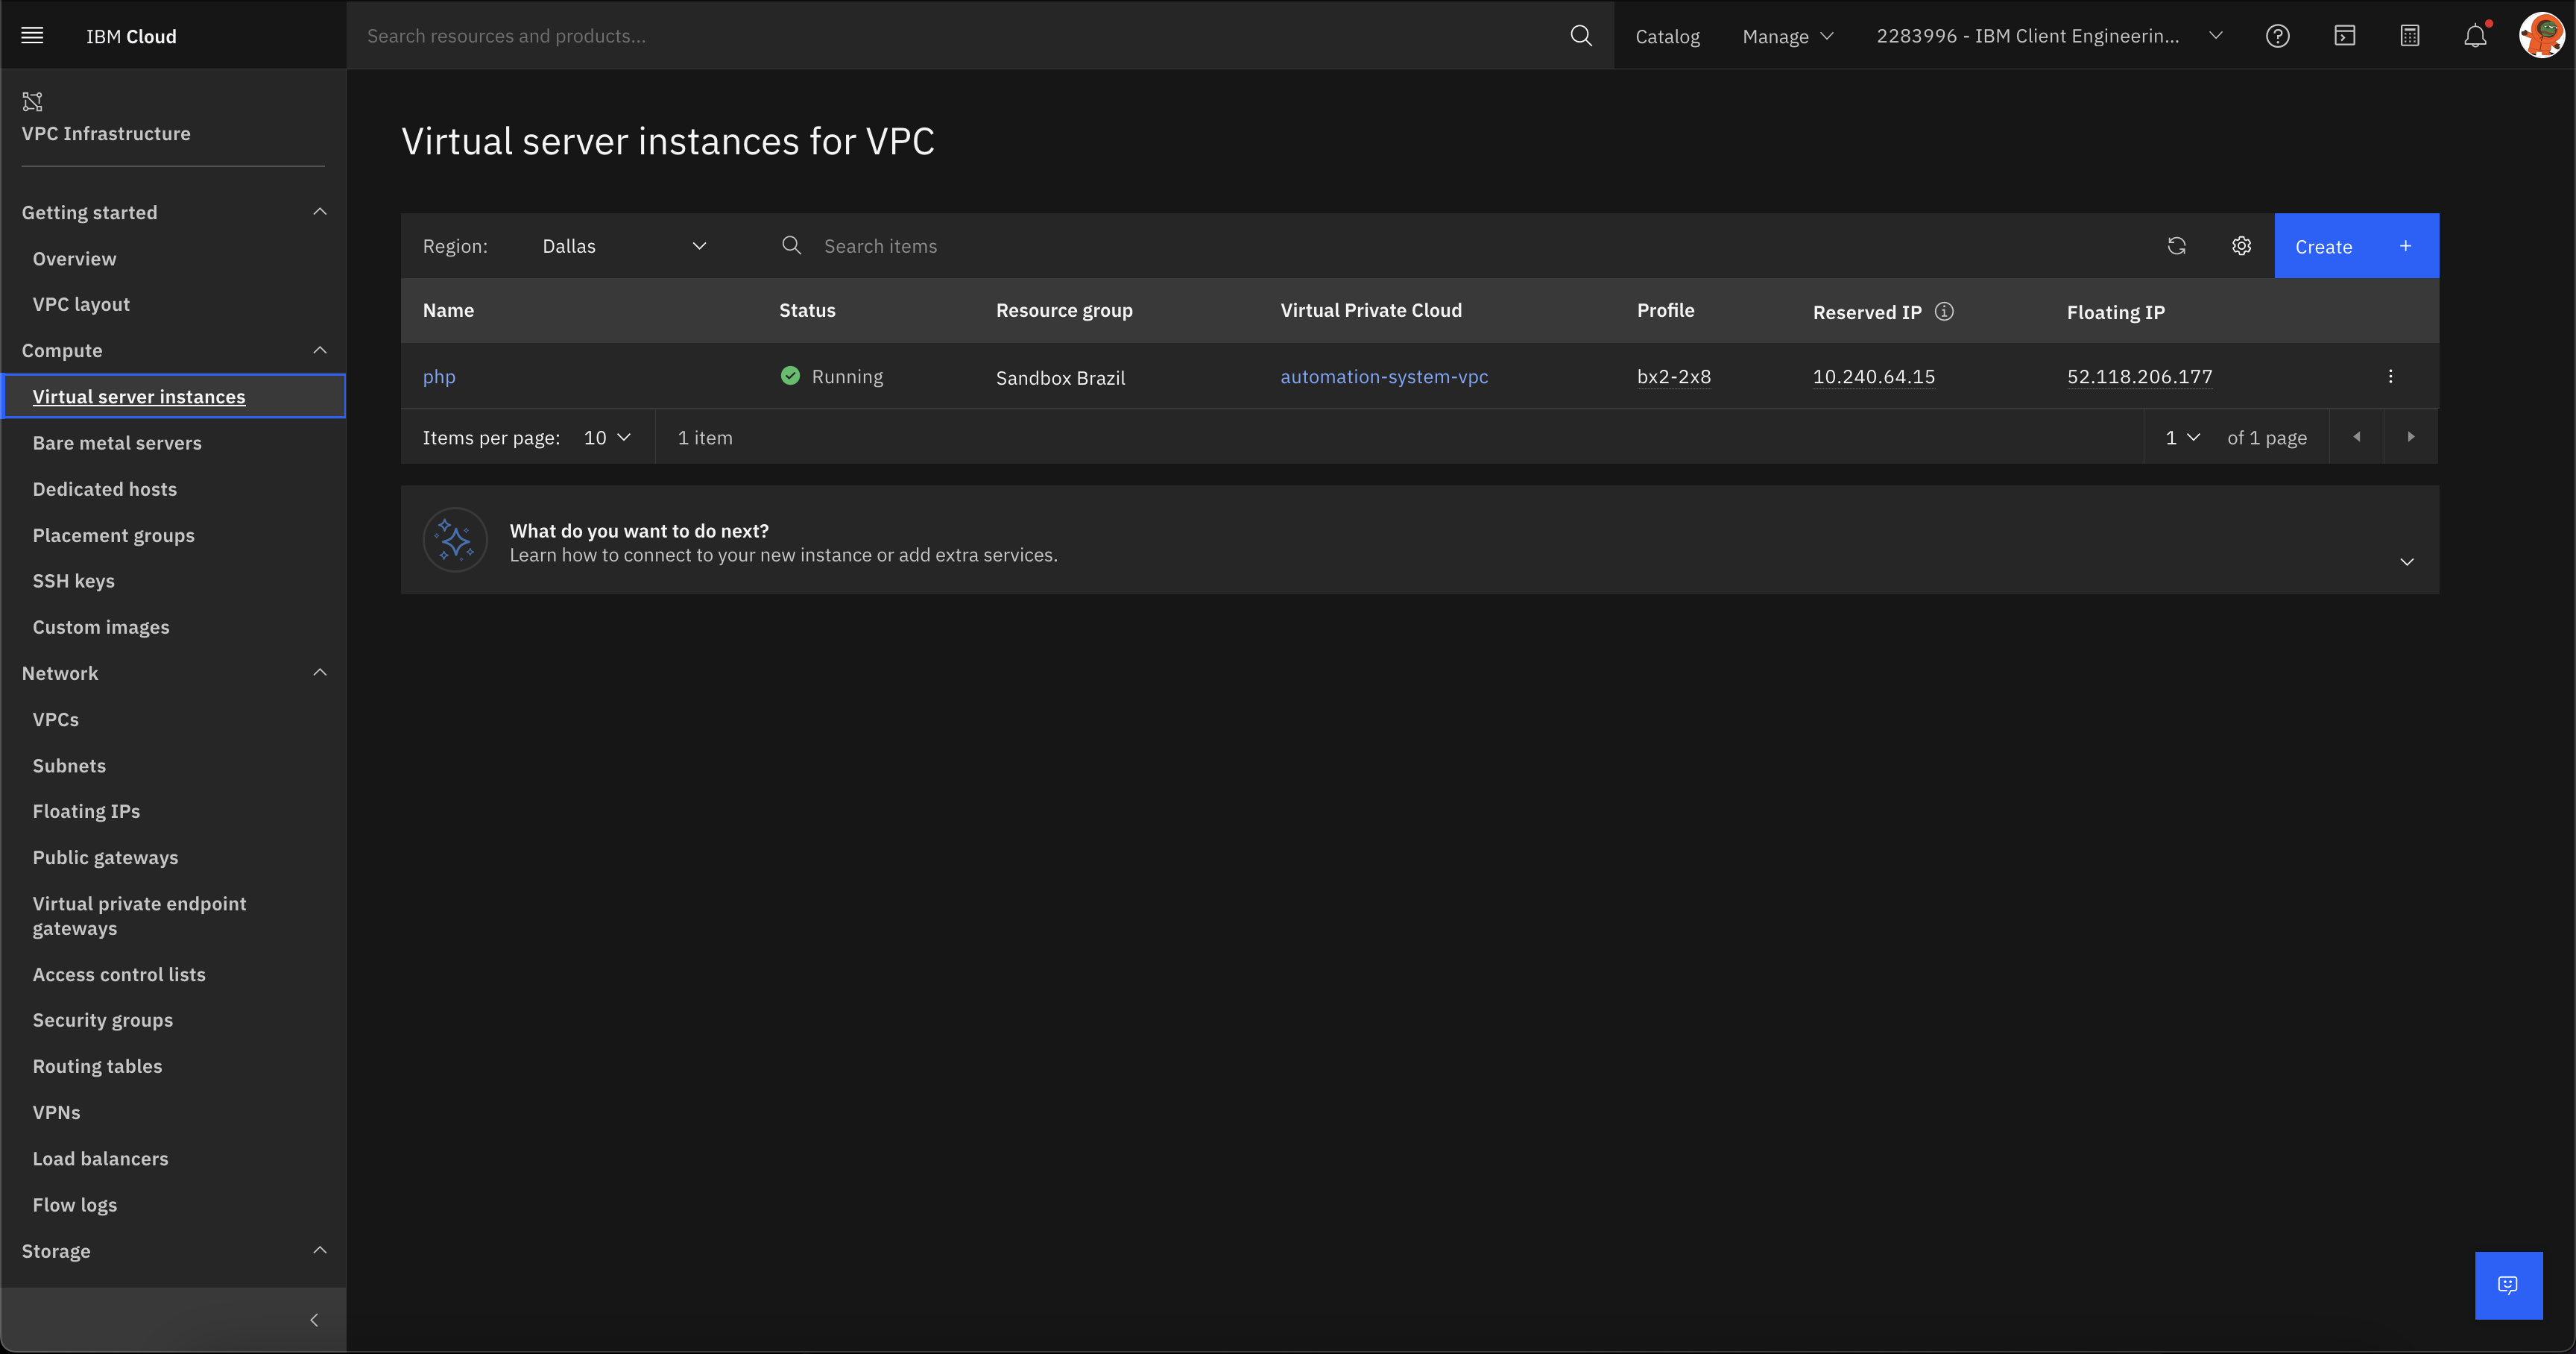 IBM Cloud
Search resources and products...
Catalog
Manage
2283996 - IBM Client Engineerin...
VPC Infrastructure
Getting started
Overview
VPC layout
Compute
Virtual server instances
Bare metal servers
Dedicated hosts
Placement groups
SSH keys
Custom images
Network
VPCs
Subnets
Floating IPs
Public gateways
Virtual private endpoint
gateways
Access control lists
Security groups
Routing tables
VPNs
Load balancers
Flow logs
Storage
Virtual server instances for VPC
Region: Dallas Search items Create +
Name Status Resource group Virtual Private Cloud Profile Reserved IP Floating IP
php Running Sandbox Brazil automation-system-vpc bx2-2x8 10.240.64.15 52.118.206.177
Items per page: 10 1 item 1 of 1 page
What do you want to do next?
Learn how to connect to your new instance or add extra services.